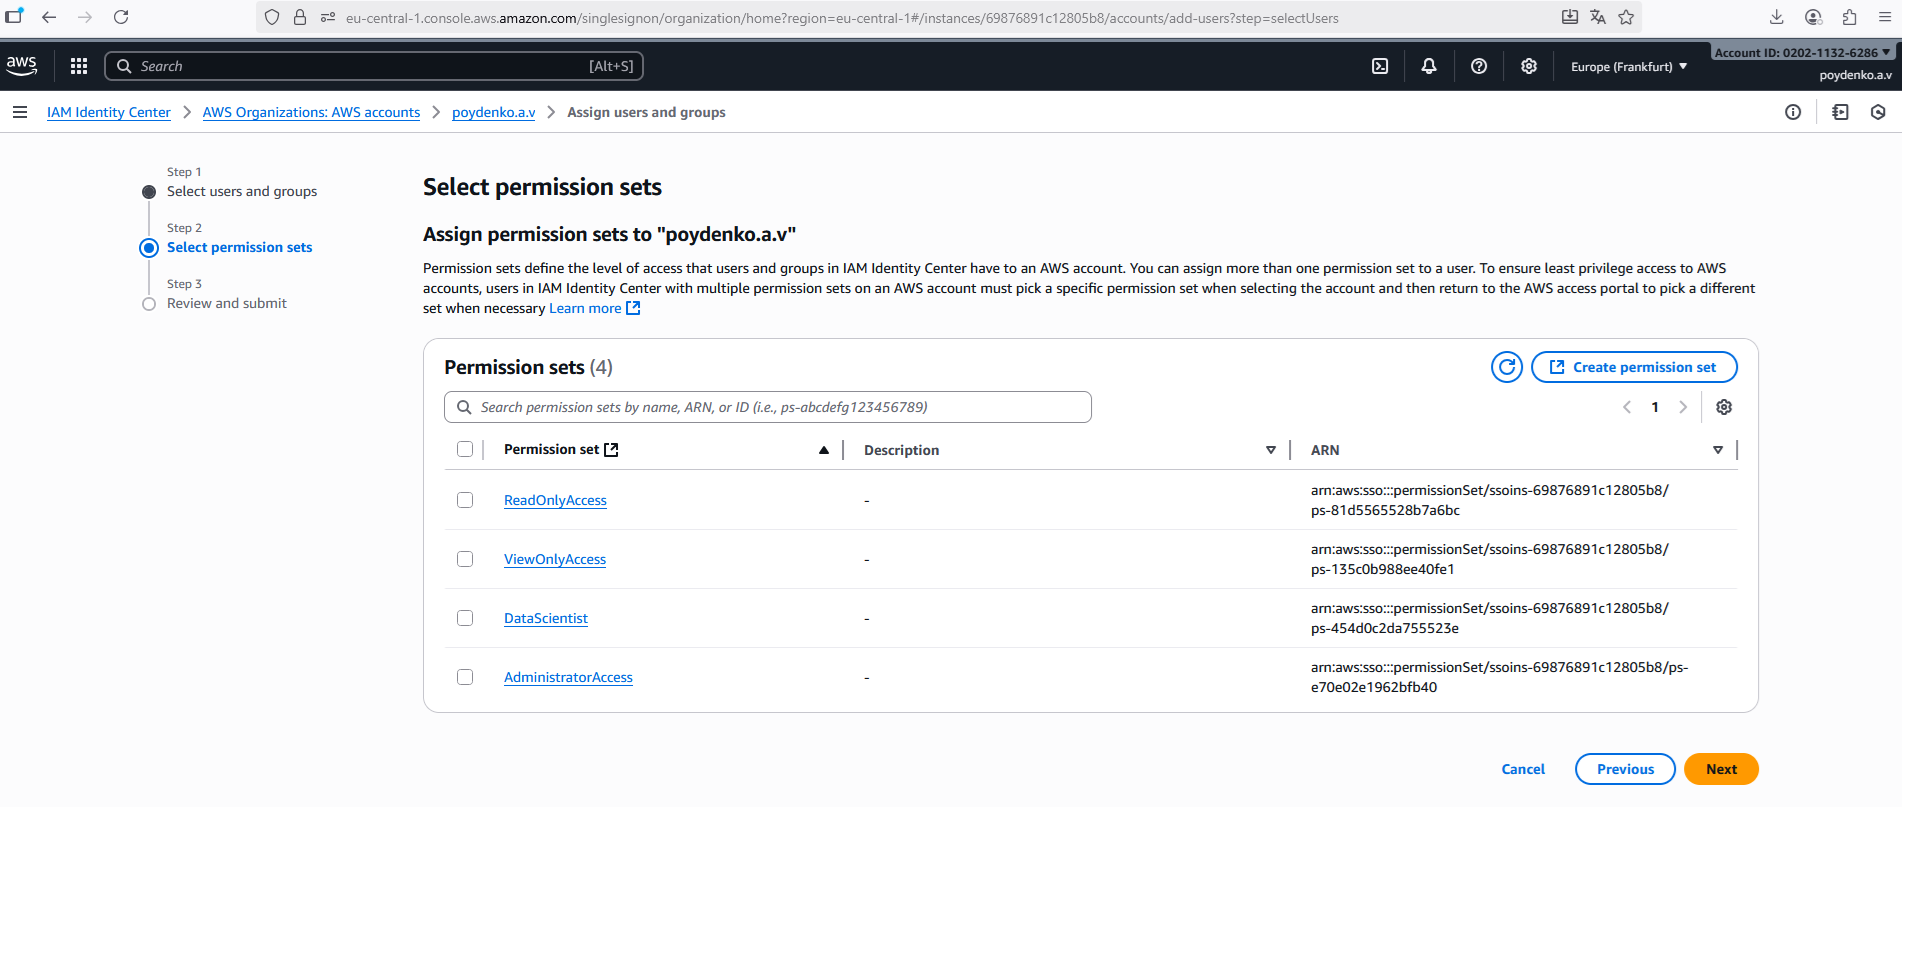 eu-central-1.console.aws.amazon.com/singlesignon/organization/home?region=eu-central-1#/instances/69876891c12805b8/accounts/add-users?step=selectUsers
aws
Search
[Alt+S]
Europe (Frankfurt)
Account ID: 0202-1132-6286
poydenko.a.v
IAM Identity Center
AWS Organizations: AWS accounts
poydenko.a.v
Assign users and groups
Step 1
Select users and groups
Step 2
Select permission sets
Step 3
Review and submit
Select permission sets
Assign permission sets to "poydenko.a.v"
Permission sets define the level of access that users and groups in IAM Identity Center have to an AWS account. You can assign more than one permission set to a user. To ensure least privilege access to AWS
accounts, users in IAM Identity Center with multiple permission sets on an AWS account must pick a specific permission set when selecting the account and then return to the AWS access portal to pick a different
set when necessary Learn more
Permission sets (4)
Create permission set
Search permission sets by name, ARN, or ID (i.e., ps-abcdefg123456789)
1
Permission set
Description
ARN
ReadOnlyAccess
-
arn:aws:sso:::permissionSet/ssoins-69876891c12805b8/
ps-81d5565528b7a6bc
ViewOnlyAccess
-
arn:aws:sso:::permissionSet/ssoins-69876891c12805b8/
ps-135c0b988ee40fe1
DataScientist
-
arn:aws:sso:::permissionSet/ssoins-69876891c12805b8/
ps-454d0c2da755523e
AdministratorAccess
-
arn:aws:sso:::permissionSet/ssoins-69876891c12805b8/ps-
e70e02e1962bfb40
Cancel
Previous
Next